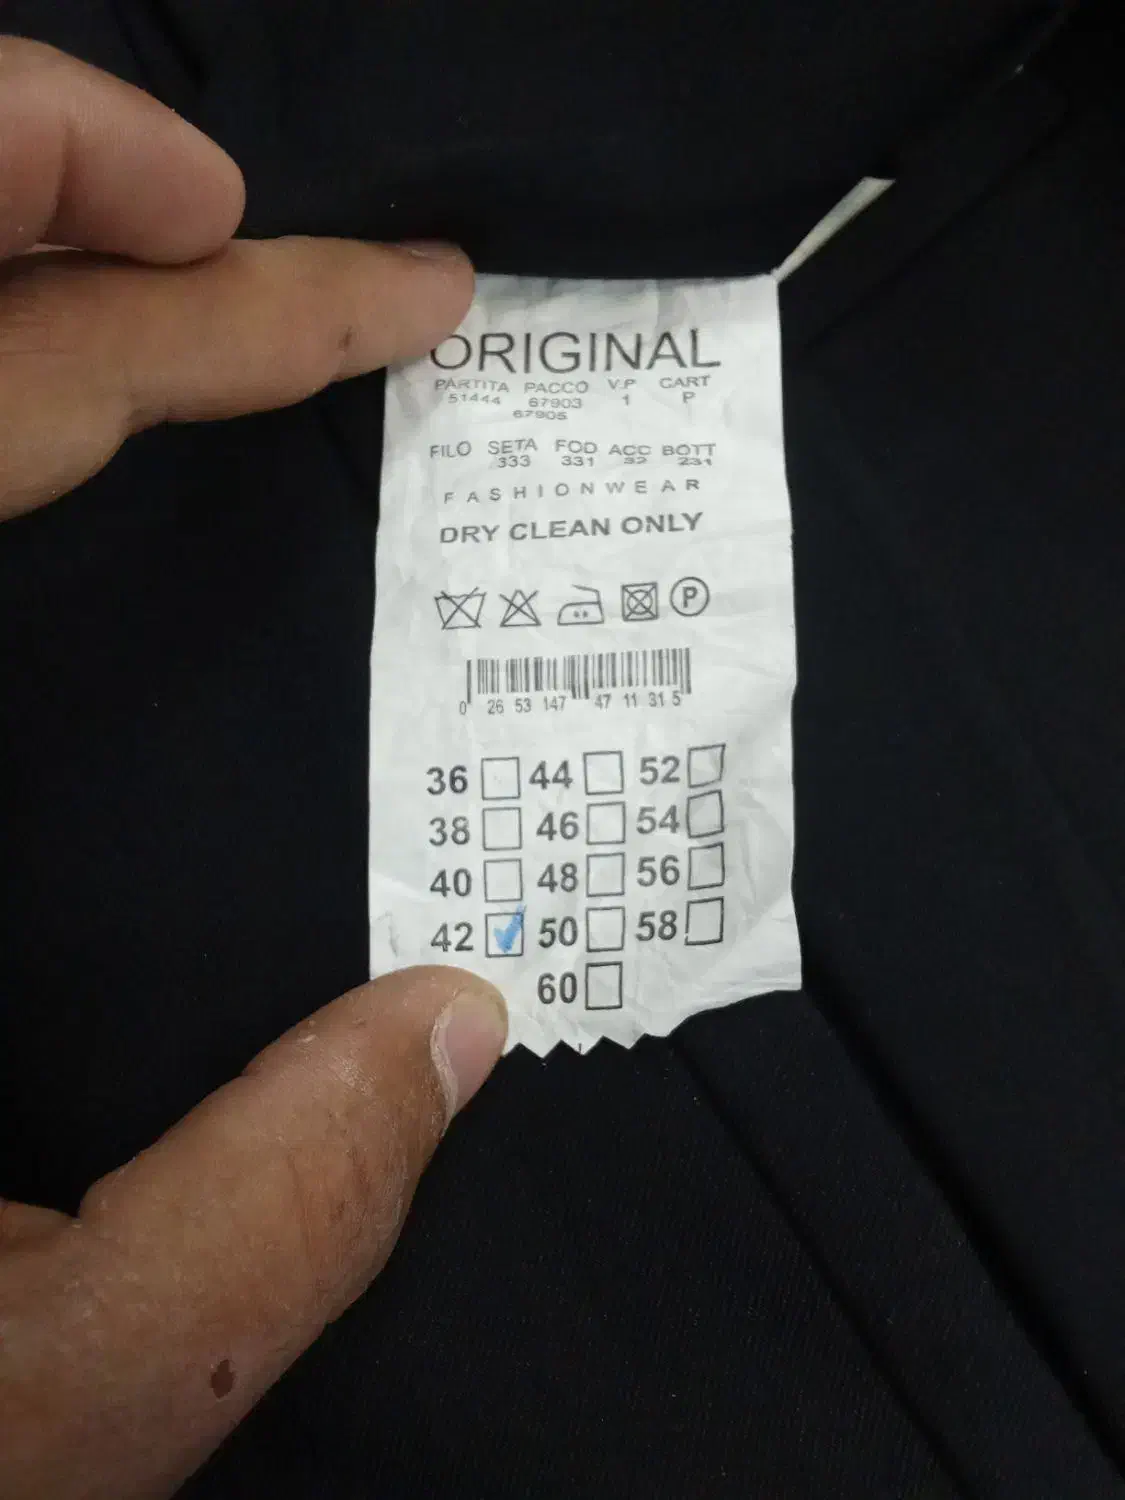 ORIGINAL
PARTITA PACCO V.P CART
51444 67903 1 P
67905
FILO SETA FOD ACC BOTT
333 331 32 231
FASHIONWEAR
DRY CLEAN ONLY
P
0 26 53 147 47 11 31 5
36 44 52
38 46 54
40 48 56
42 50 58
60